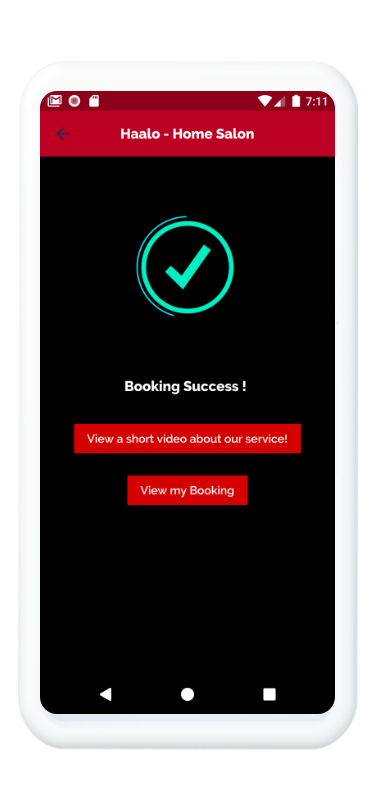 7:11
Haalo - Home Salon
Booking Success !
View a short video about our service!
View my Booking